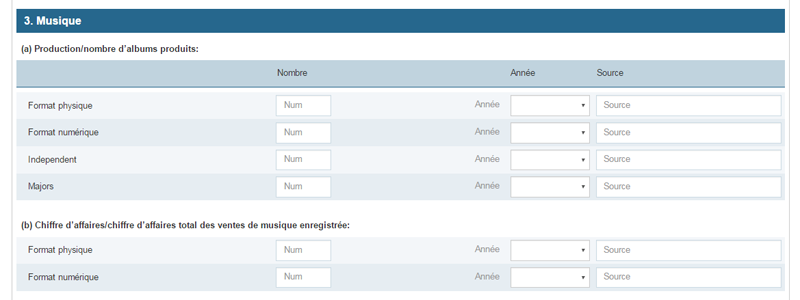 3. Musique
(a) Production/nombre d'albums produits:
Nombre Année Source
Format physique Num Année Source
Format numérique Num Année Source
Independent Num Année Source
Majors Num Année Source
(b) Chiffre d'affaires/chiffre d'affaires total des ventes de musique enregistrée:
Format physique Num Année Source
Format numérique Num Année Source